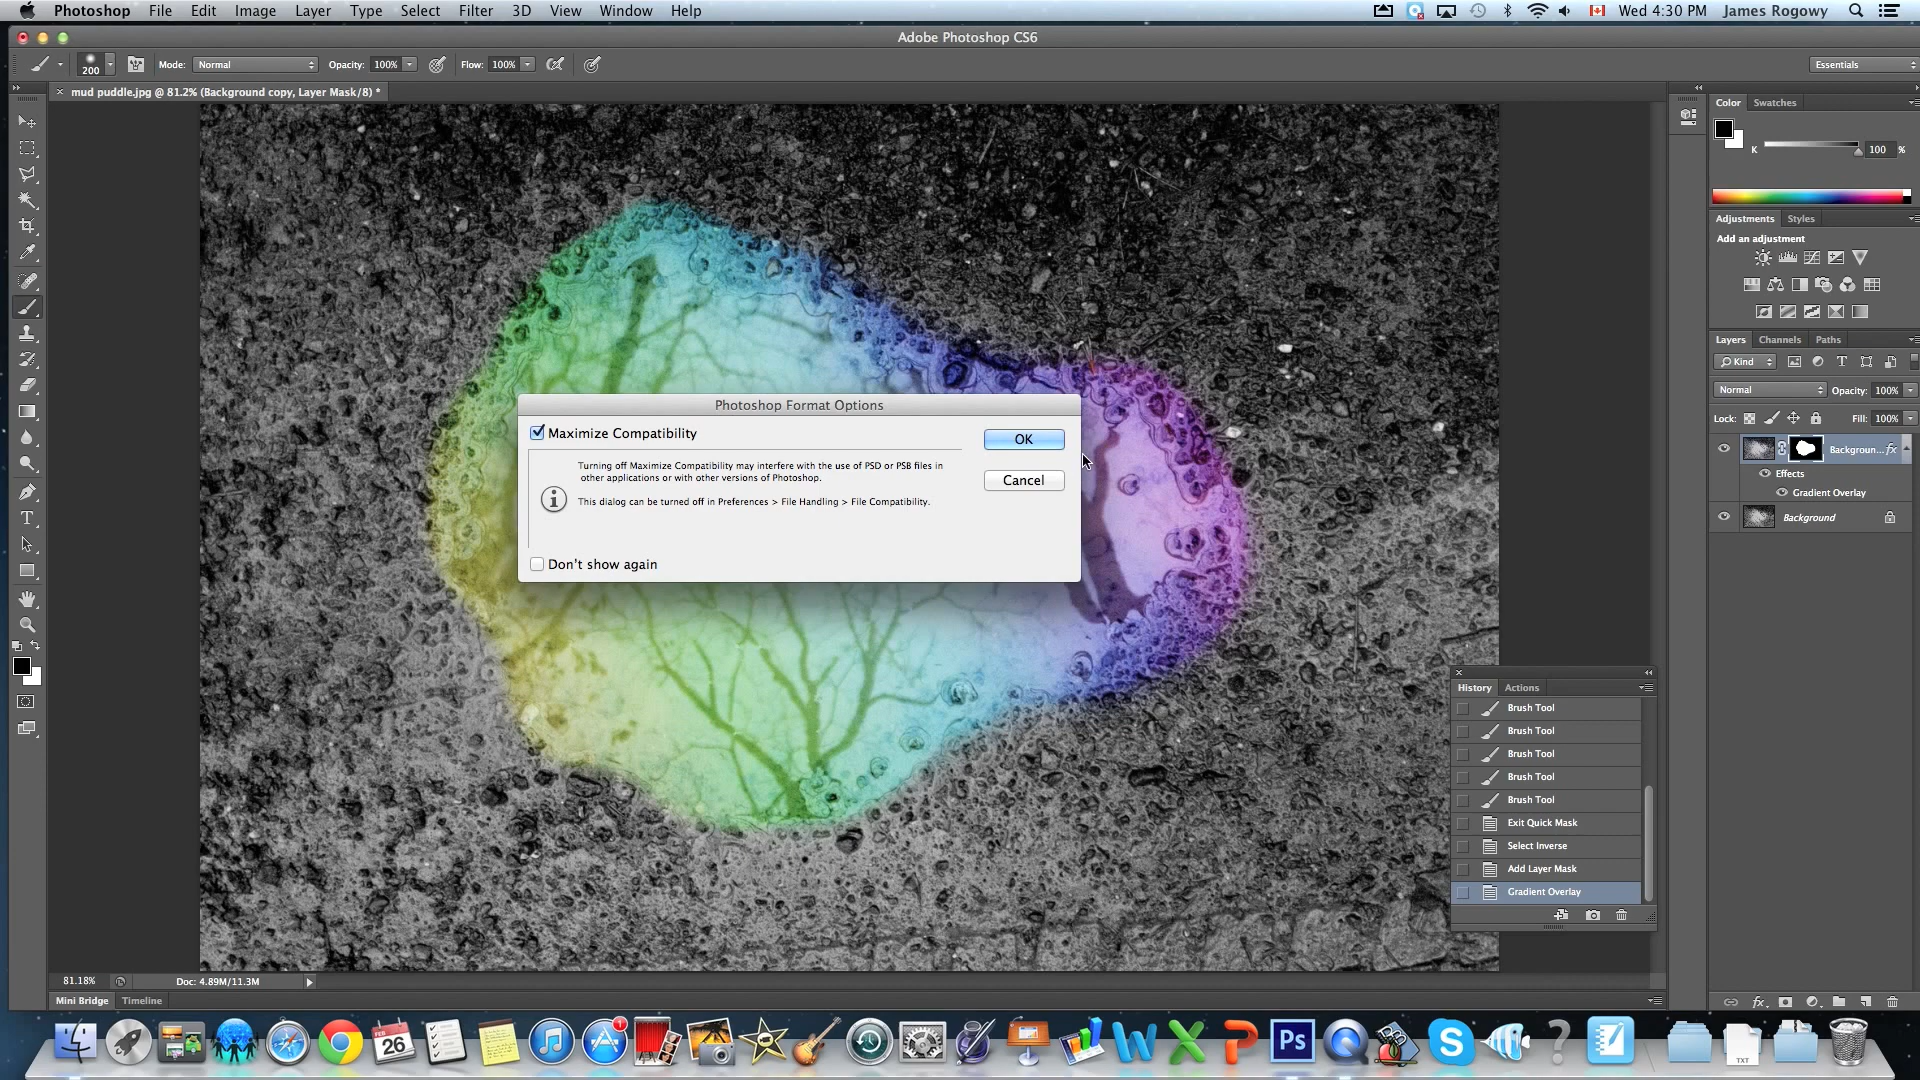 Photoshop File Edit Image Layer Type Select Filter 3D View Window Help Wed 4:30 PM James Rogowy
Adobe Photoshop CS6
200 Mode: Normal Opacity: 100% Flow: 100% Essentials
mud puddle.jpg @ 81.2% (Background copy, Layer Mask/8) *
Color Swatches
K 100 %
Adjustments Styles
Add an adjustment
Layers Channels Paths
Kind
Normal Opacity: 100%
Lock: Fill: 100%
Backgroun... fx
Effects
Gradient Overlay
Background
Photoshop Format Options
Maximize Compatibility
OK
Turning off Maximize Compatibility may interfere with the use of PSD or PSB files in
other applications or with other versions of Photoshop.
Cancel
This dialog can be turned off in Preferences > File Handling > File Compatibility.
Don't show again
History Actions
Brush Tool
Brush Tool
Brush Tool
Brush Tool
Brush Tool
Exit Quick Mask
Select Inverse
Add Layer Mask
Gradient Overlay
81.18% Doc: 4.89M/11.3M
Mini Bridge Timeline
fx
FEB
26
1
Ps
TXT